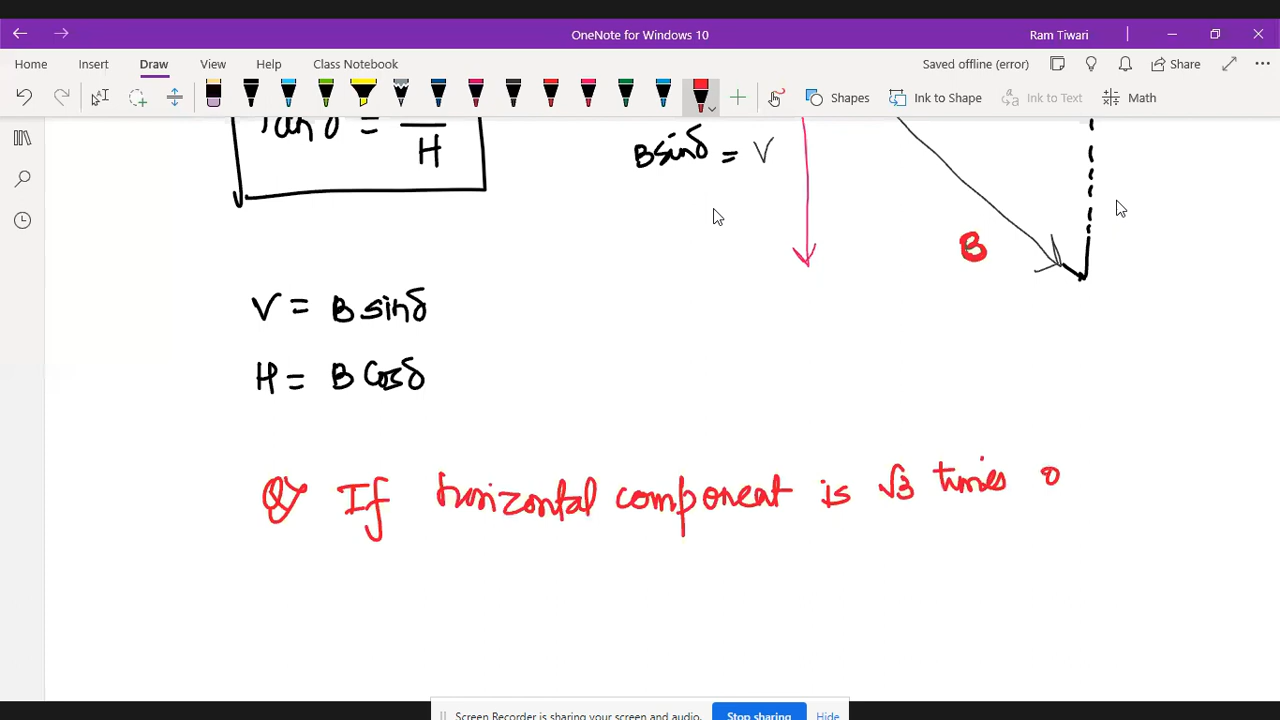 OneNote for Windows 10
Ram Tiwari
Home Insert Draw View Help Class Notebook
Saved offline (error) Share
Shapes Ink to Shape Ink to Text Math
Tan δ = 
H
B sinδ = V
B
V = B sinδ
H = B Cosδ
Q If horizontal component is √3 times o
Screen Recorder is sharing your screen and audio. Stop sharing Hide